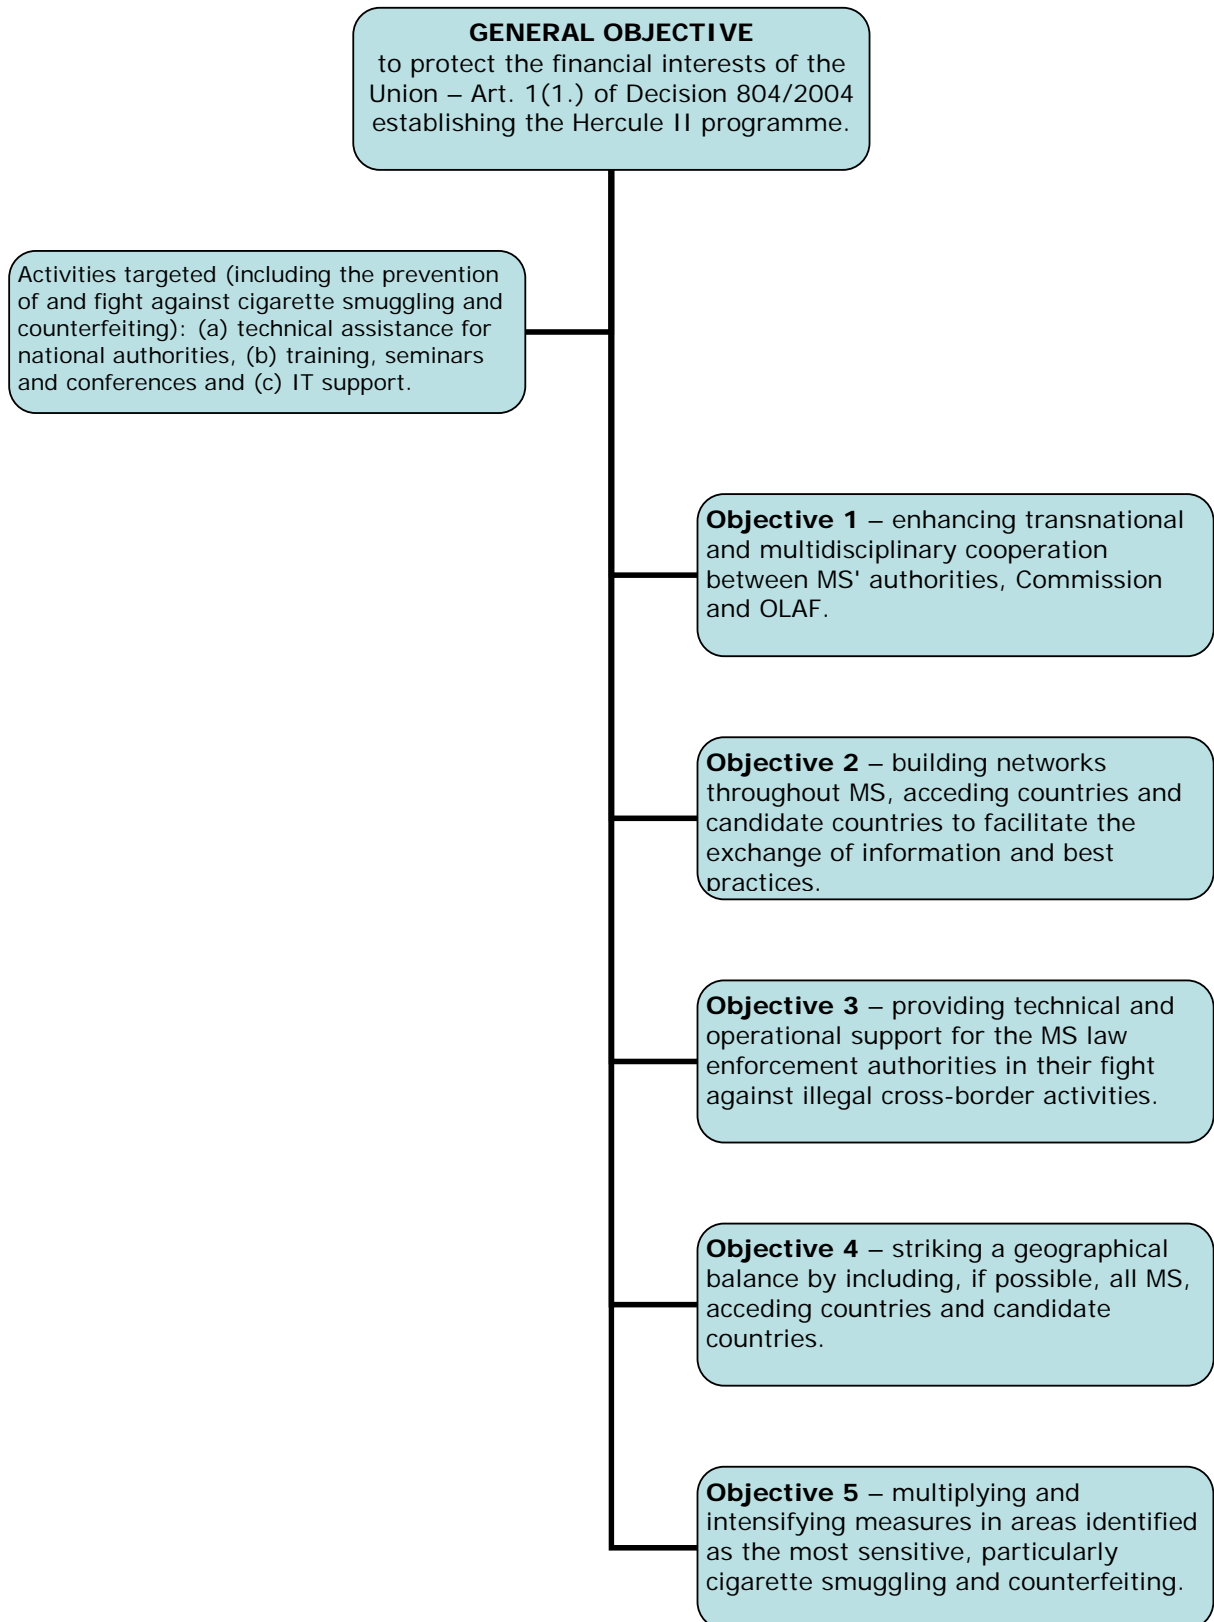 GENERAL OBJECTIVE
to protect the financial interests of the
Union – Art. 1(1.) of Decision 804/2004
establishing the Hercule II programme.
Activities targeted (including the prevention
of and fight against cigarette smuggling and
counterfeiting): (a) technical assistance for
national authorities, (b) training, seminars
and conferences and (c) IT support.
Objective 1 – enhancing transnational
and multidisciplinary cooperation
between MS' authorities, Commission
and OLAF.
Objective 2 – building networks
throughout MS, acceding countries and
candidate countries to facilitate the
exchange of information and best
practices.
Objective 3 – providing technical and
operational support for the MS law
enforcement authorities in their fight
against illegal cross-border activities.
Objective 4 – striking a geographical
balance by including, if possible, all MS,
acceding countries and candidate
countries.
Objective 5 – multiplying and
intensifying measures in areas identified
as the most sensitive, particularly
cigarette smuggling and counterfeiting.